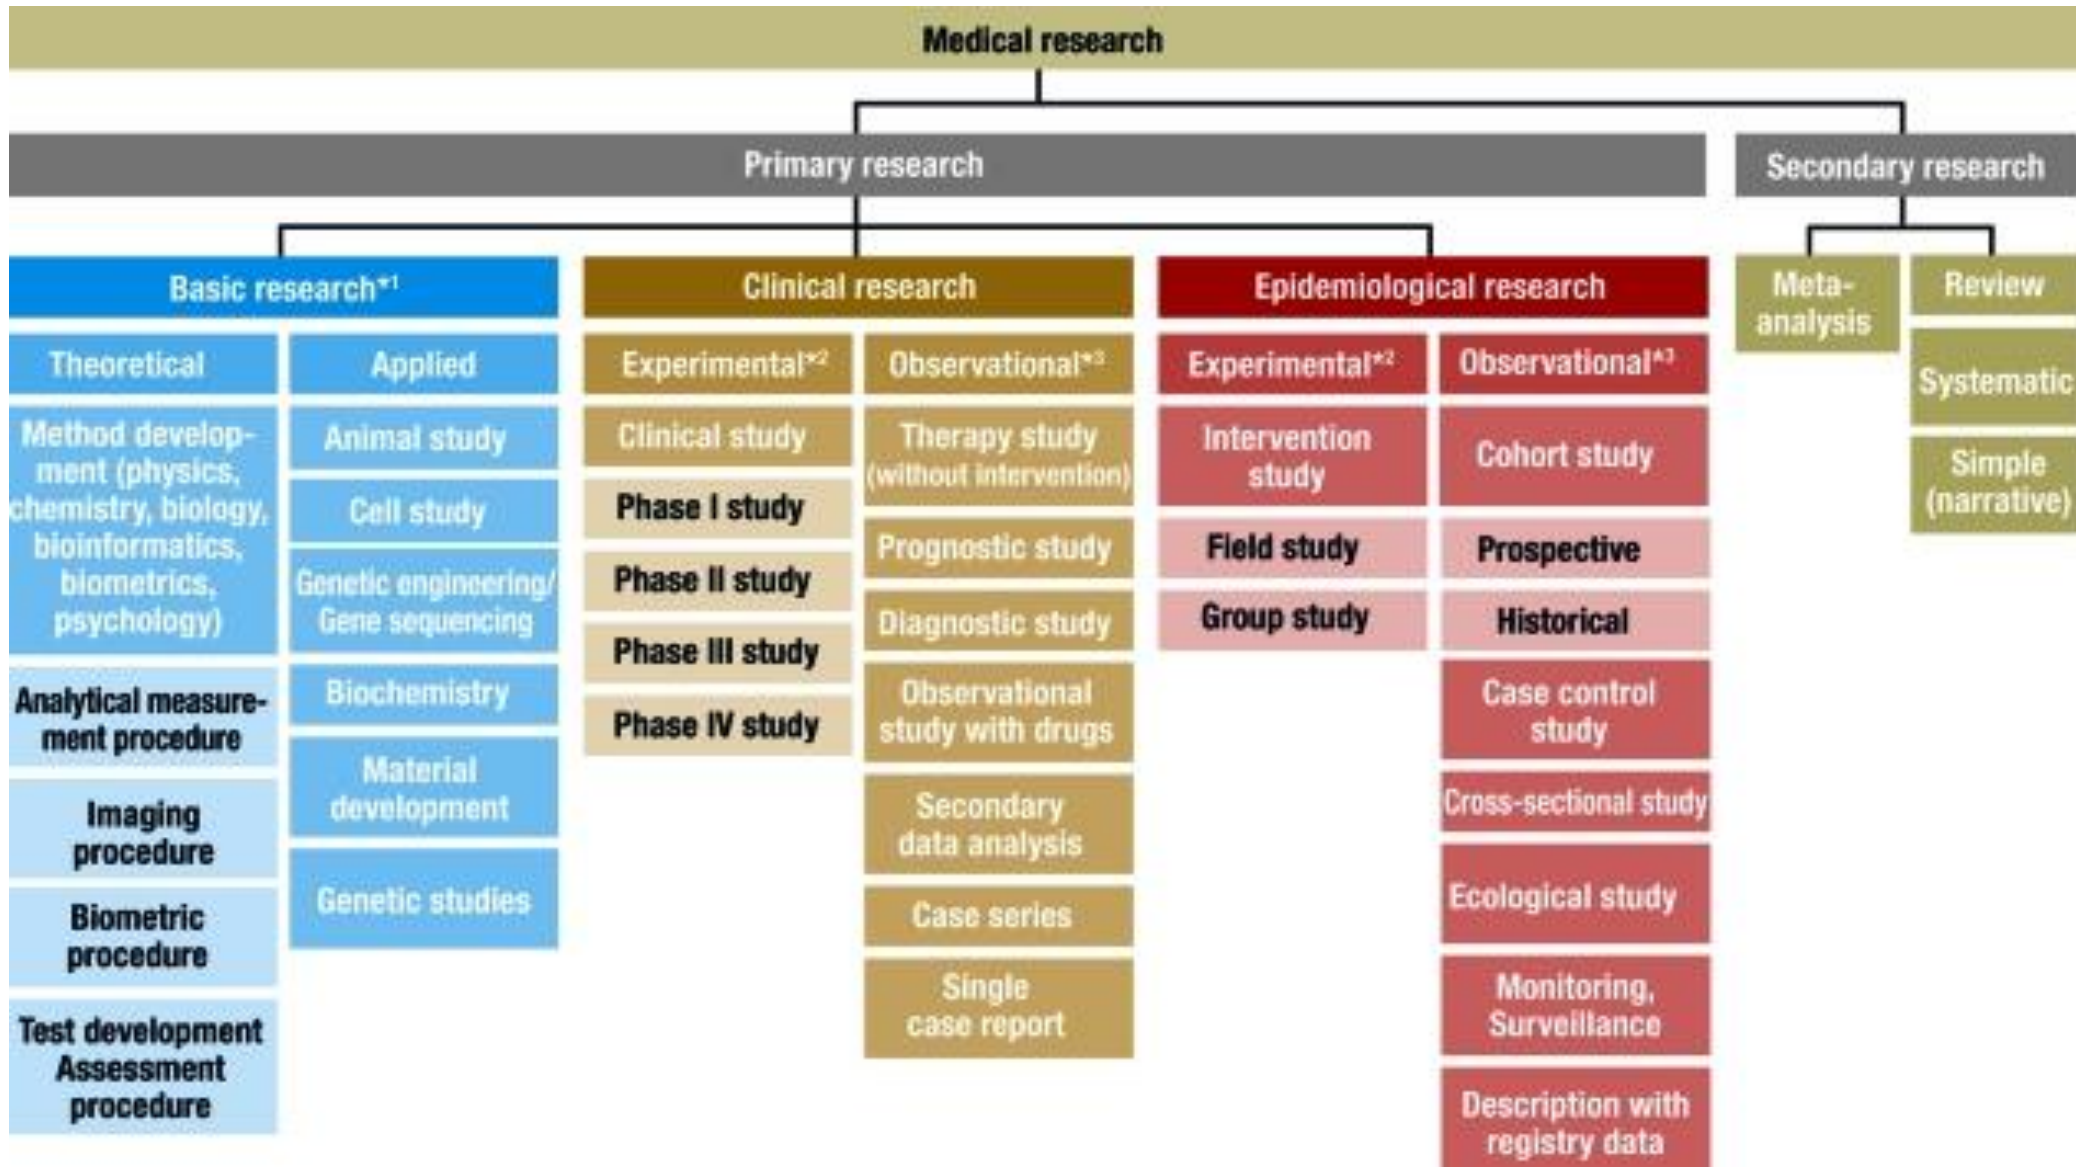 Medical research
Primary research
Secondary research
Basic research*1
Clinical research
Epidemiological research
Meta-
analysis
Review
Systematic
Simple
(narrative)
Theoretical
Method develop-
ment (physics,
chemistry, biology,
bioinformatics,
biometrics,
psychology)
Analytical measure-
ment procedure
Imaging
procedure
Biometric
procedure
Test development
Assessment
procedure
Applied
Animal study
Cell study
Genetic engineering/
Gene sequencing
Biochemistry
Material
development
Genetic studies
Experimental*2
Clinical study
Phase I study
Phase II study
Phase III study
Phase IV study
Observational*3
Therapy study
(without intervention)
Prognostic study
Diagnostic study
Observational
study with drugs
Secondary
data analysis
Case series
Single
case report
Experimental*2
Intervention
study
Field study
Group study
Observational*3
Cohort study
Prospective
Historical
Case control
study
Cross-sectional study
Ecological study
Monitoring,
Surveillance
Description with
registry data